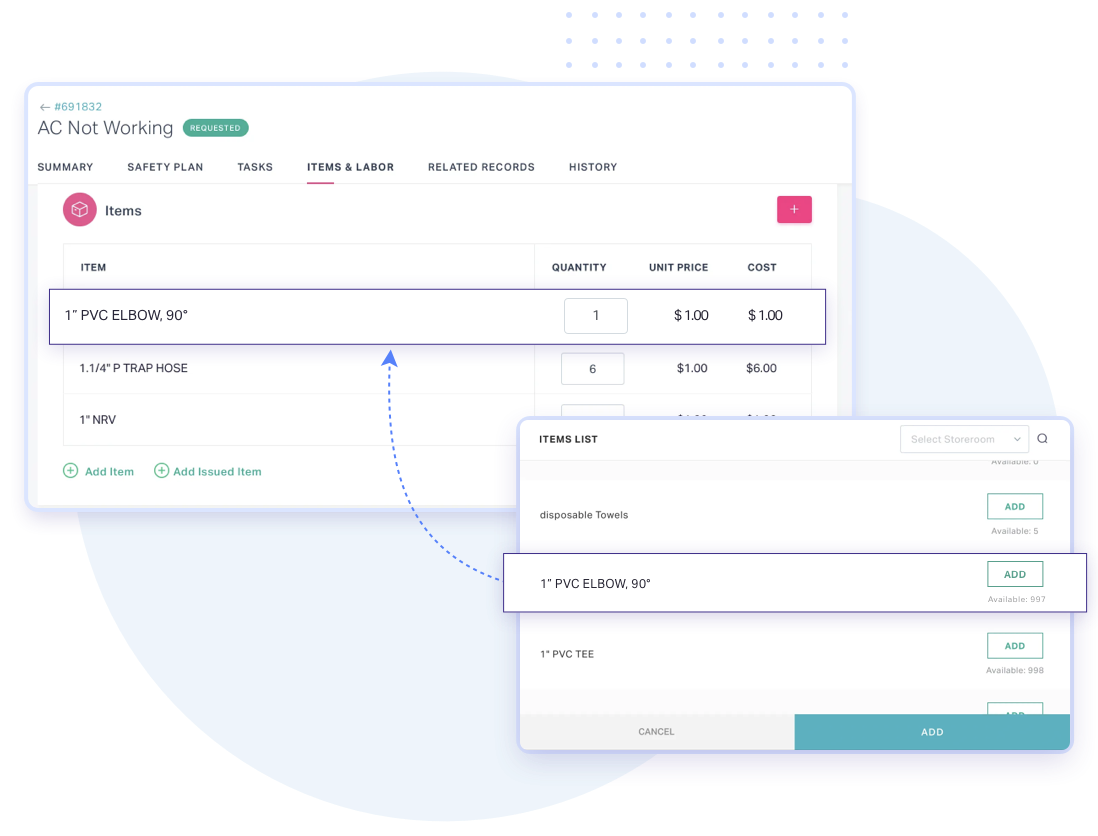 ← #691832
AC Not Working REQUESTED
SUMMARY SAFETY PLAN TASKS ITEMS & LABOR RELATED RECORDS HISTORY
Items +
ITEM QUANTITY UNIT PRICE COST
1” PVC ELBOW, 90° 1 $ 1.00 $ 1.00
1.1/4" P TRAP HOSE 6 $1.00 $6.00
1" NRV
Add Item Add Issued Item
ITEMS LIST Select Storeroom
Available: 0
ADD
disposable Towels
Available: 5
ADD
1” PVC ELBOW, 90°
Available: 997
ADD
1" PVC TEE
Available: 998
ADD
CANCEL ADD